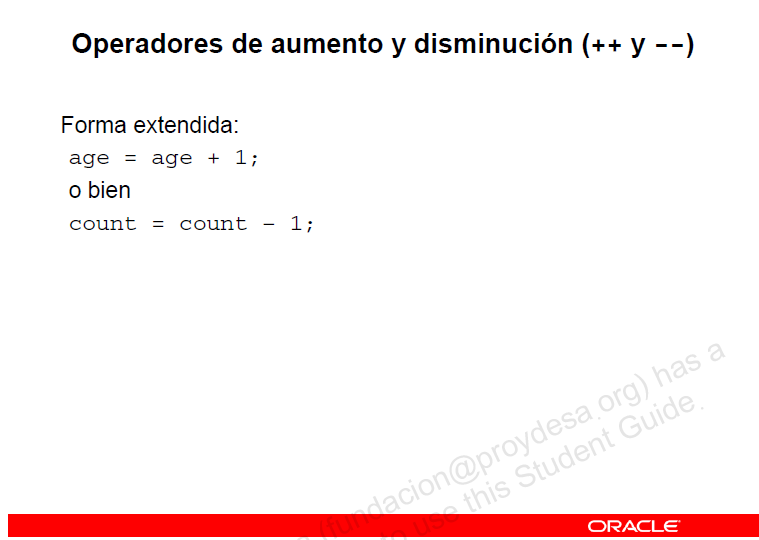 Operadores de aumento y disminución (++ y --)
Forma extendida:
age = age + 1;
o bien
count = count – 1;
(fundacion@proydesa.org) has a
to use this Student Guide.
ORACLE